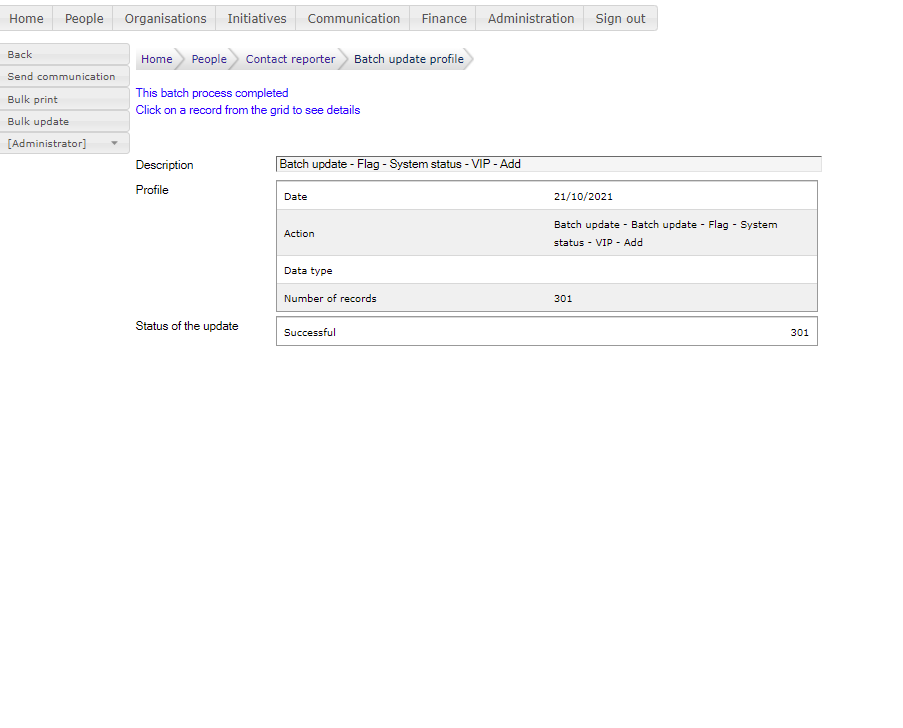 Home People Organisations Initiatives Communication Finance Administration Sign out
Back
Send communication
Bulk print
Bulk update
[Administrator]
Home People Contact reporter Batch update profile
This batch process completed
Click on a record from the grid to see details
Description Batch update - Flag - System status - VIP - Add
Profile
Date 21/10/2021
Action Batch update - Batch update - Flag - System
status - VIP - Add
Data type
Number of records 301
Status of the update
Successful 301